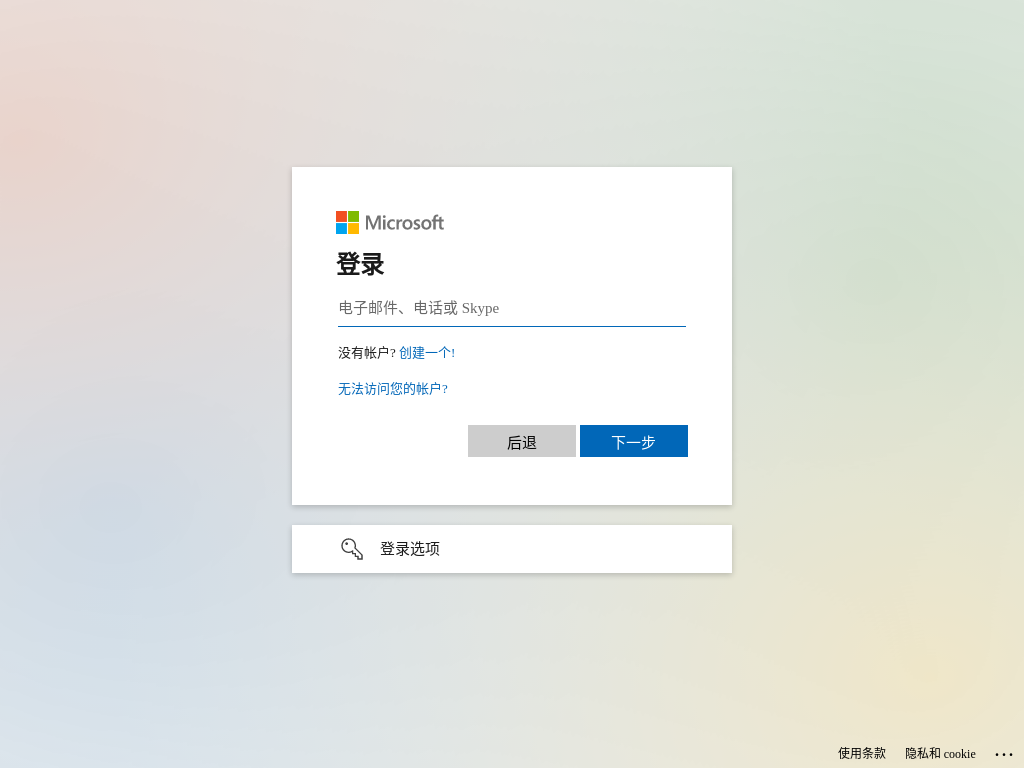 Microsoft
登录
电子邮件、电话或 Skype
没有帐户? 创建一个!
无法访问您的帐户?
后退 下一步
登录选项
使用条款 隐私和 cookie ...